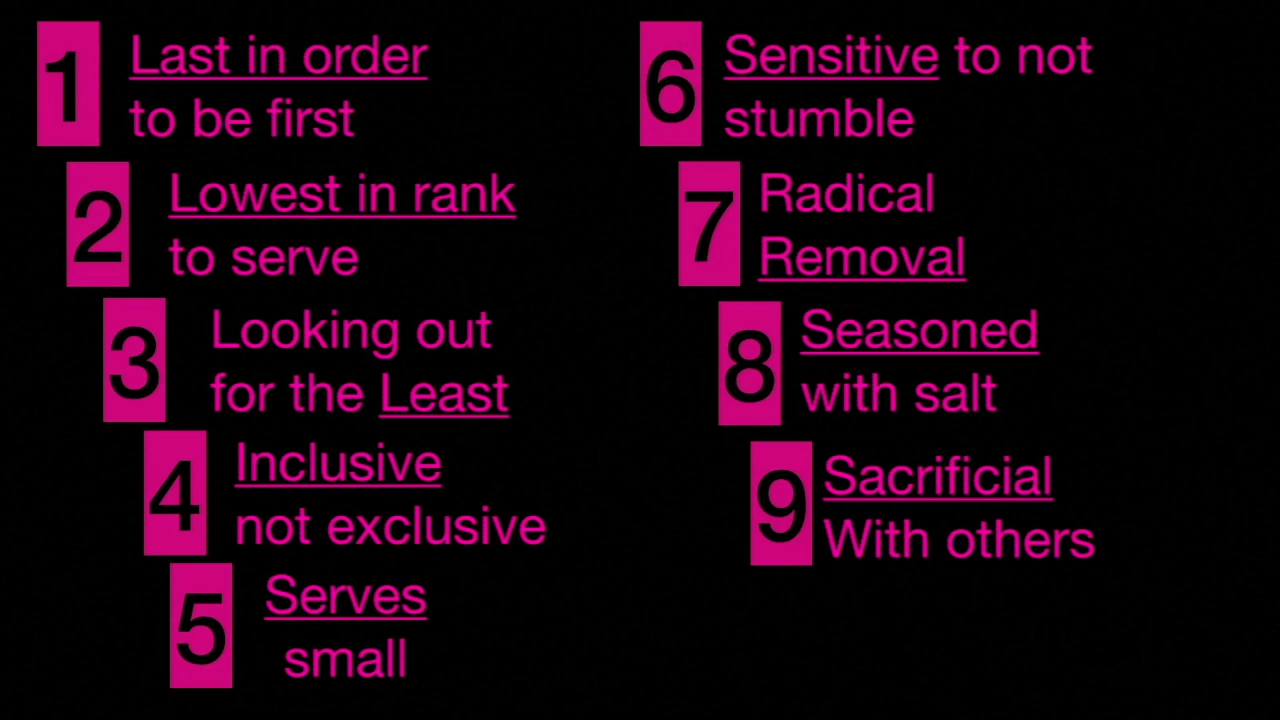 1 Last in order
to be first
2 Lowest in rank
to serve
3 Looking out
for the Least
4 Inclusive
not exclusive
5 Serves
small
6 Sensitive to not
stumble
7 Radical
Removal
8 Seasoned
with salt
9 Sacrificial
With others